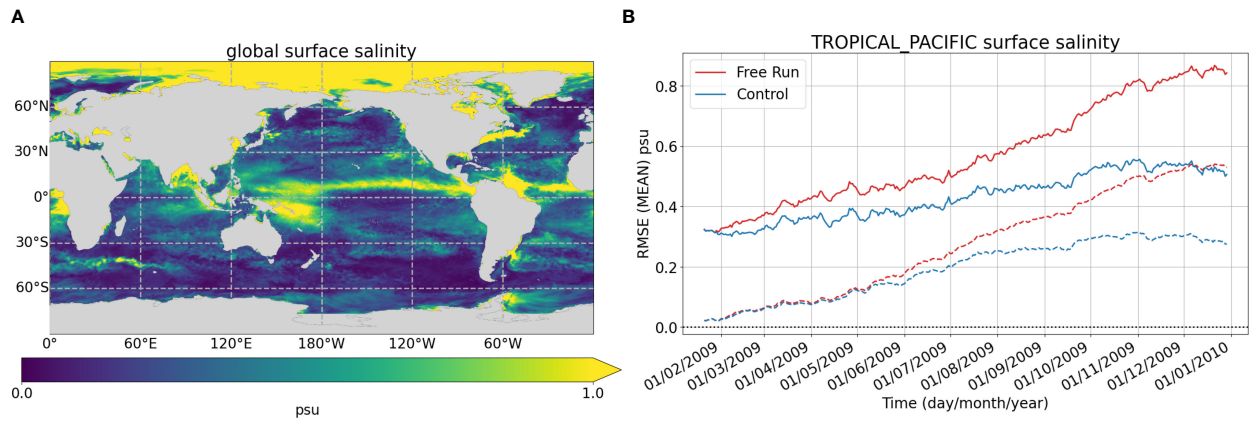 A
global surface salinity
60°N
30°N
0°
30°S
60°S
0°
60°E
120°E
180°W
120°W
60°W
0.0
1.0
psu
B
TROPICAL_PACIFIC surface salinity
Free Run
Control
RMSE (MEAN) psu
0.8
0.6
0.4
0.2
0.0
01/02/2009
01/03/2009
01/04/2009
01/05/2009
01/06/2009
01/07/2009
01/08/2009
01/09/2009
01/10/2009
01/11/2009
01/12/2009
01/01/2010
Time (day/month/year)